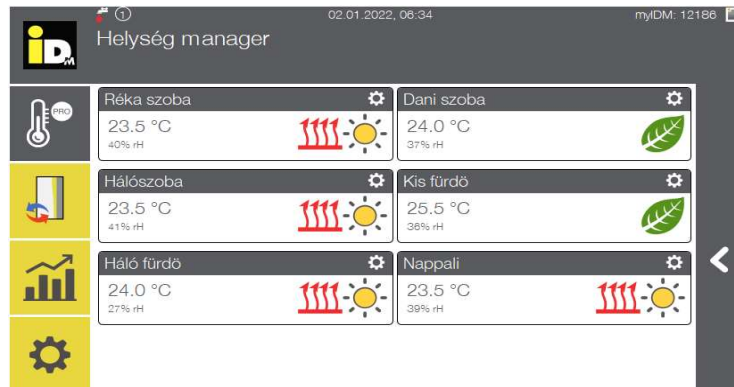 ① 02.01.2022, 06:34 myIDM: 12186
iDM
Helység manager
PRO
Réka szoba
23.5 °C
40% rH
Dani szoba
24.0 °C
37% rH
Hálószoba
23.5 °C
41% rH
Kis fürdö
25.5 °C
36% rH
Háló fürdö
24.0 °C
27% rH
Nappali
23.5 °C
39% rH